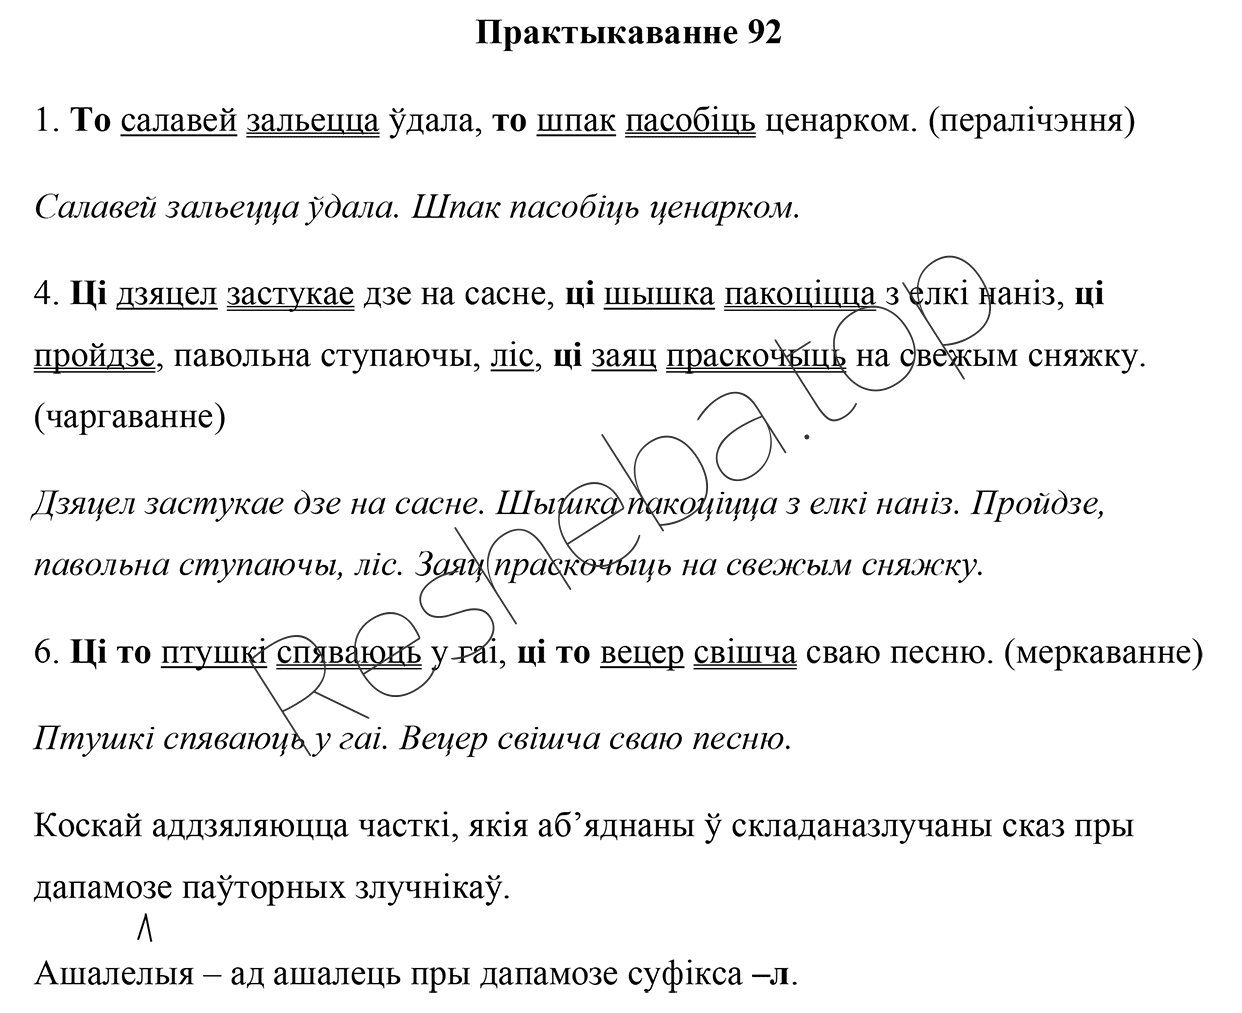 Практыкаванне 92
1. То салавей зальецца ўдала, то шпак пасобіць ценарком. (пералічэння)
Салавей зальецца ўдала. Шпак пасобіць ценарком.
4. Ці дзяцел застукае дзе на сасне, ці шышка пакоціцца з елкі наніз, ці
пройдзе, павольна ступаючы, ліс, ці заяц праскочыць на свежым сняжку.
(чаргаванне)
Дзяцел застукае дзе на сасне. Шышка пакоціцца з елкі наніз. Пройдзе,
павольна ступаючы, ліс. Заяц праскочыць на свежым сняжку.
6. Ці то птушкі спяваюць у гаі, ці то вецер свішча сваю песню. (меркаванне)
Птушкі спяваюць у гаі. Вецер свішча сваю песню.
Коскай аддзяляюцца часткі, якія аб’яднаны ў складаназлучаны сказ пры
дапамозе паўторных злучнікаў.
Ашалелыя – ад ашалець пры дапамозе суфікса –л.
Resheba.top